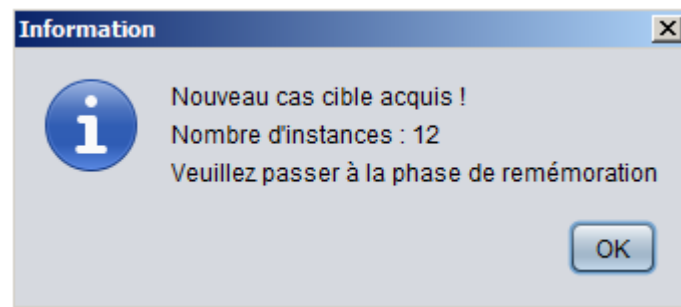 Information
Nouveau cas cible acquis !
Nombre d'instances : 12
Veuillez passer à la phase de remémoration
OK